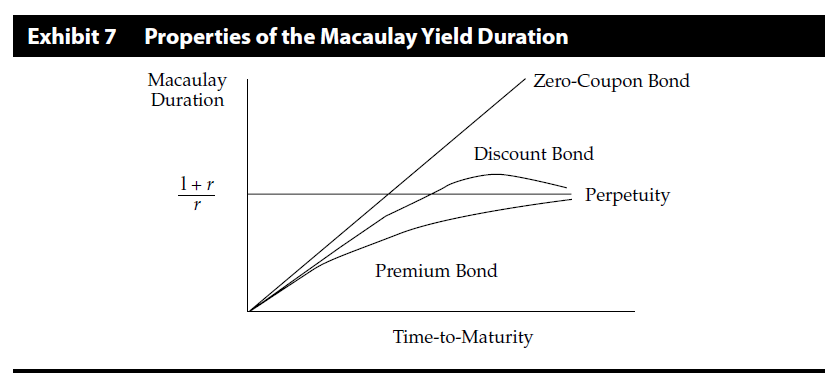 Exhibit 7 Properties of the Macaulay Yield Duration
Macaulay
Duration
Zero-Coupon Bond
Discount Bond
1 + r
r
Perpetuity
Premium Bond
Time-to-Maturity